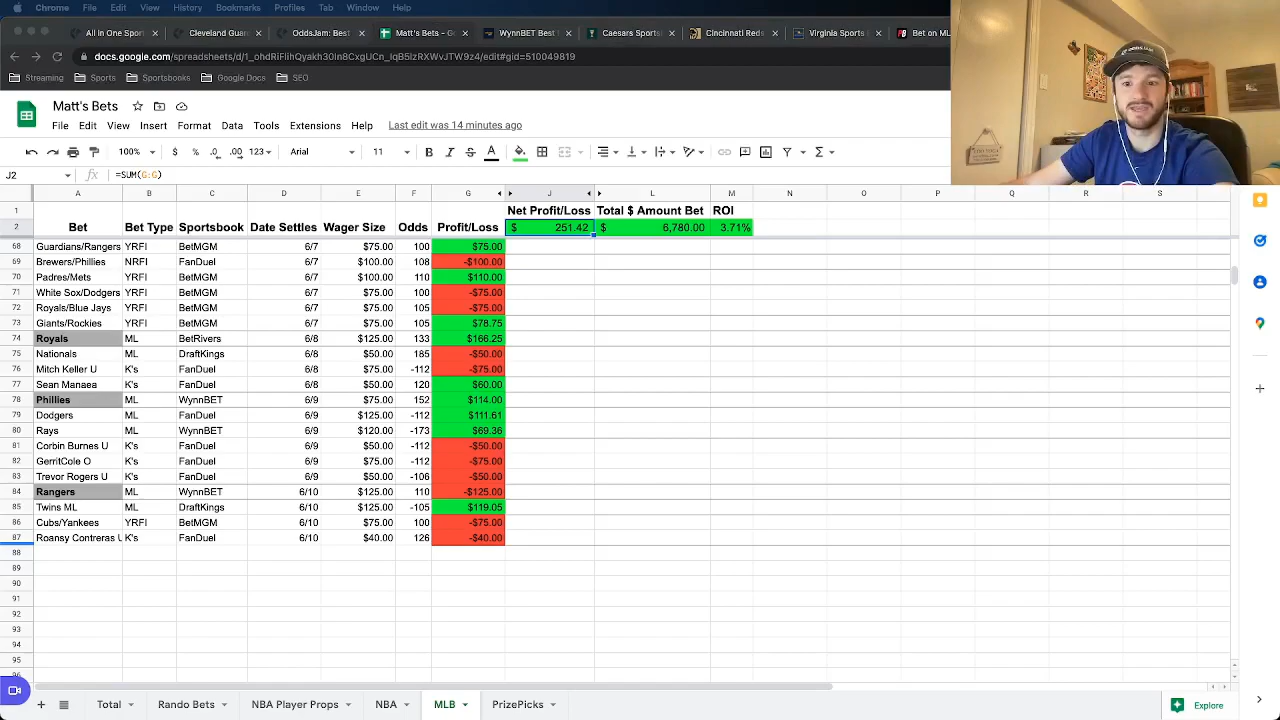 Chrome File Edit View History Bookmarks Profiles Tab Window Help
All In One Sport Cleveland Guar OddsJam: Best Matt's Bets - Go WynnBET Best Caesars Sports Cincinnati Reds Virginia Sports Bet on ML
docs.google.com/spreadsheets/d/1_ohdRiFIihQyakh30In8CxgUCn_IqB5IzRXWvJTW9z4/edit#gid=510049819
Streaming Sports Sportsbooks Google Docs SEO
Matt's Bets
File Edit View Insert Format Data Tools Extensions Help Last edit was 14 minutes ago
100% $ % .0 .00 123 Arial 11 B I S A
J2 fx =SUM(G:G)
A B C D E F G J L M N O P Q R S
1 Net Profit/Loss Total $ Amount Bet ROI
2 Bet Bet Type Sportsbook Date Settles Wager Size Odds Profit/Loss $ 251.42 $ 6,780.00 3.71%
68 Guardians/Rangers YRFI BetMGM 6/7 $75.00 100 $75.00
69 Brewers/Phillies NRFI FanDuel 6/7 $100.00 108 -$100.00
70 Padres/Mets YRFI BetMGM 6/7 $100.00 110 $110.00
71 White Sox/Dodgers YRFI BetMGM 6/7 $75.00 100 -$75.00
72 Royals/Blue Jays YRFI BetMGM 6/7 $75.00 105 -$75.00
73 Giants/Rockies YRFI BetMGM 6/7 $75.00 105 $78.75
74 Royals ML BetRivers 6/8 $125.00 133 $166.25
75 Nationals ML DraftKings 6/8 $50.00 185 -$50.00
76 Mitch Keller U K's FanDuel 6/8 $75.00 -112 -$75.00
77 Sean Manaea K's FanDuel 6/8 $50.00 120 $60.00
78 Phillies ML WynnBET 6/9 $75.00 152 $114.00
79 Dodgers ML FanDuel 6/9 $125.00 -112 $111.61
80 Rays ML WynnBET 6/9 $120.00 -173 $69.36
81 Corbin Burnes U K's FanDuel 6/9 $50.00 -112 -$50.00
82 GerritCole O K's FanDuel 6/9 $75.00 -112 -$75.00
83 Trevor Rogers U K's FanDuel 6/9 $50.00 -106 -$50.00
84 Rangers ML WynnBET 6/10 $125.00 110 -$125.00
85 Twins ML ML DraftKings 6/10 $125.00 -105 $119.05
86 Cubs/Yankees YRFI BetMGM 6/10 $75.00 100 -$75.00
87 Roansy Contreras U K's FanDuel 6/10 $40.00 126 -$40.00
88
89
90
91
92
93
94
95
Total Rando Bets NBA Player Props NBA MLB PrizePicks Explore